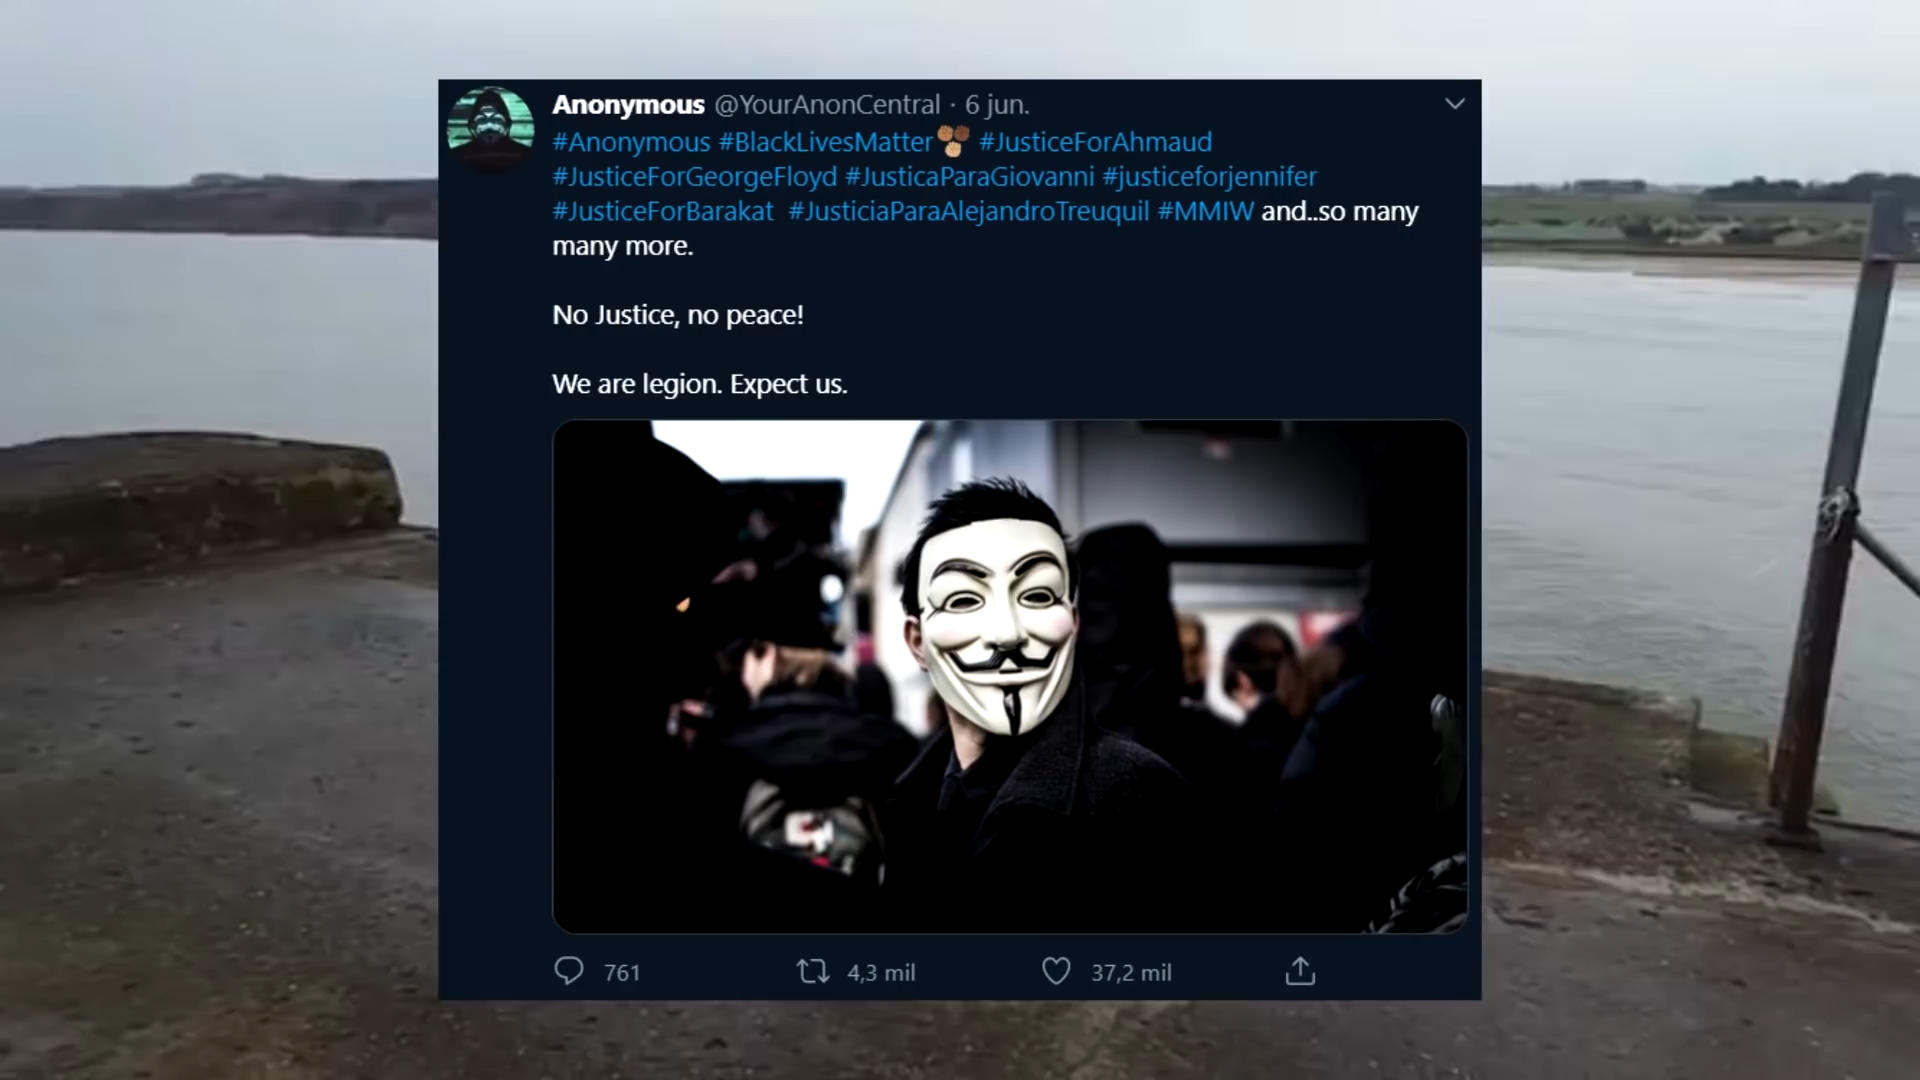 Anonymous @YourAnonCentral · 6 jun.
#Anonymous #BlackLivesMatter✊🏽✊🏾✊🏼 #JusticeForAhmaud
#JusticeForGeorgeFloyd #JusticaParaGiovanni #justiceforjennifer
#JusticeForBarakat #JusticiaParaAlejandroTreuquil #MMIW and..so many
many more.
No Justice, no peace!
We are legion. Expect us.
761 4,3 mil 37,2 mil